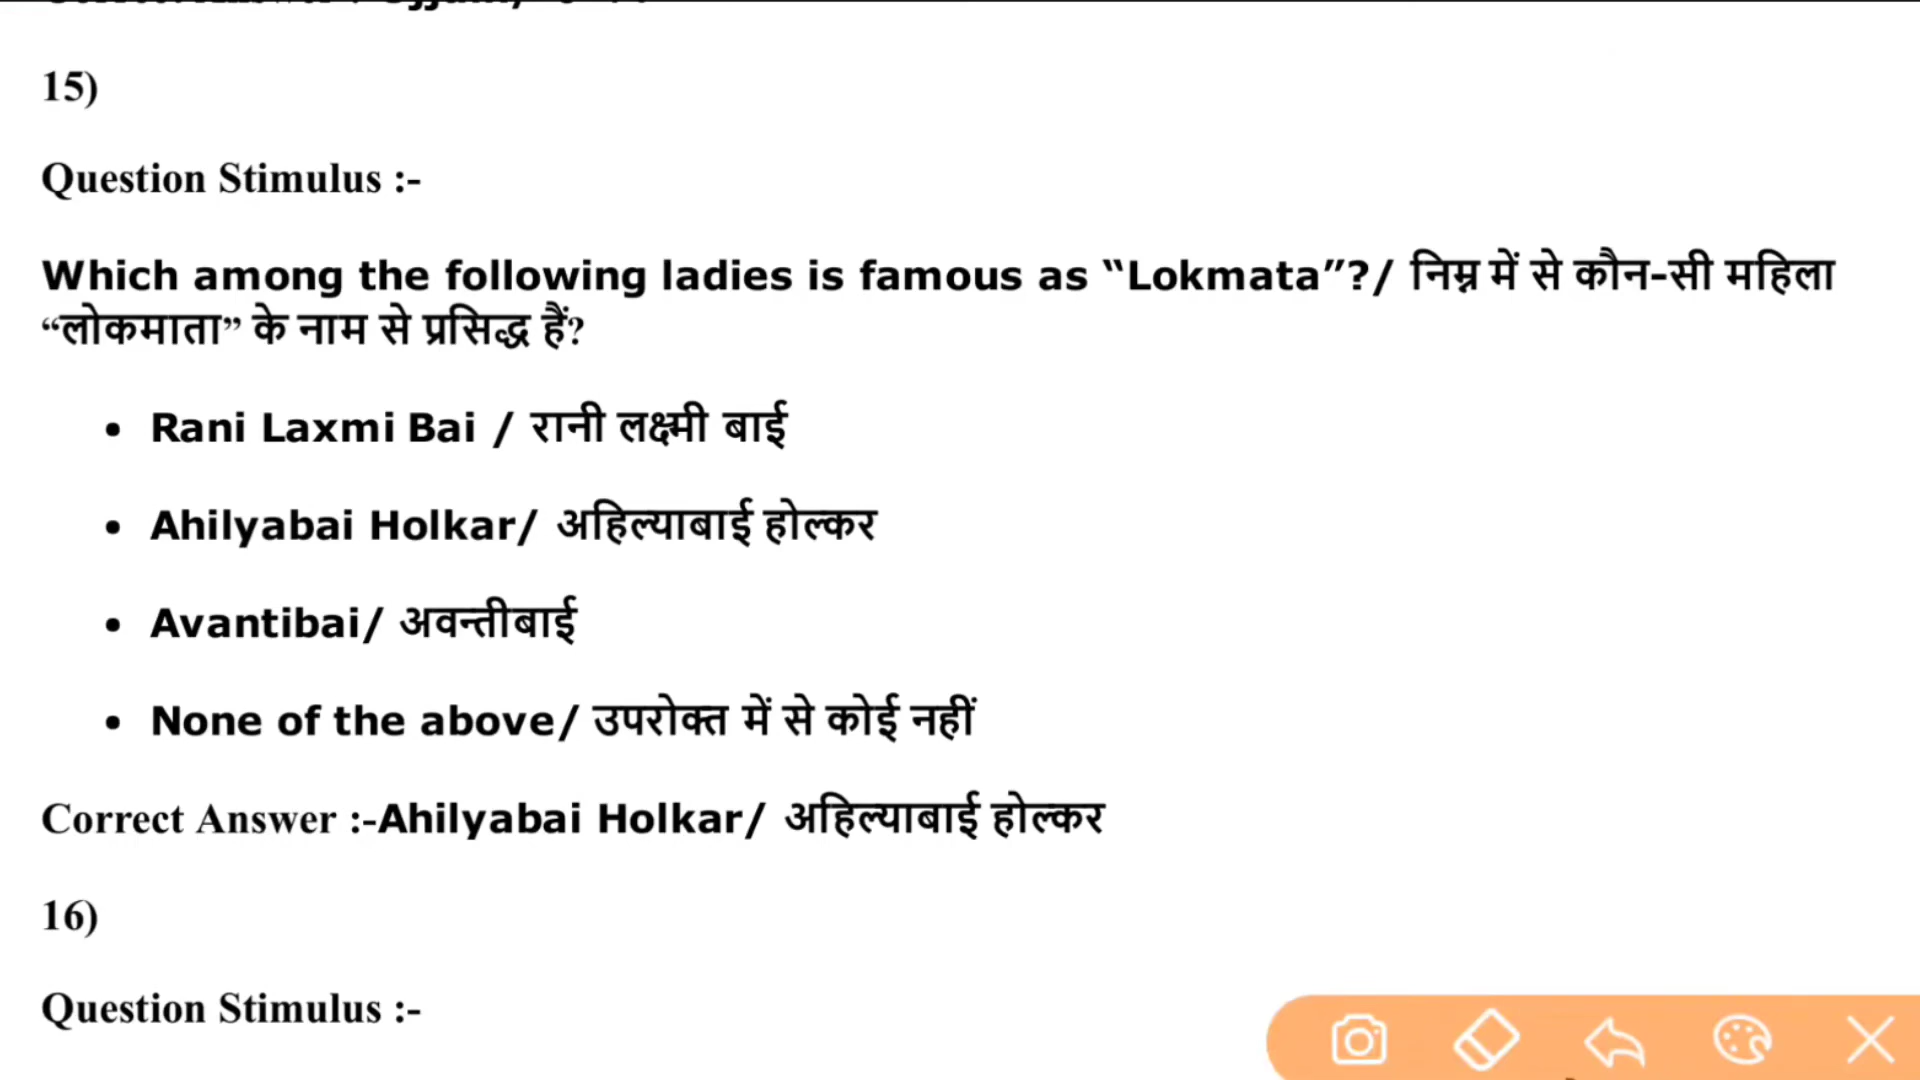 15)
Question Stimulus :-
Which among the following ladies is famous as “Lokmata”?/ निम्न में से कौन-सी महिला
“लोकमाता” के नाम से प्रसिद्ध हैं?
• Rani Laxmi Bai / रानी लक्ष्मी बाई
• Ahilyabai Holkar/ अहिल्याबाई होल्कर
• Avantibai/ अवन्तीबाई
• None of the above/ उपरोक्त में से कोई नहीं
Correct Answer :-Ahilyabai Holkar/ अहिल्याबाई होल्कर
16)
Question Stimulus :-